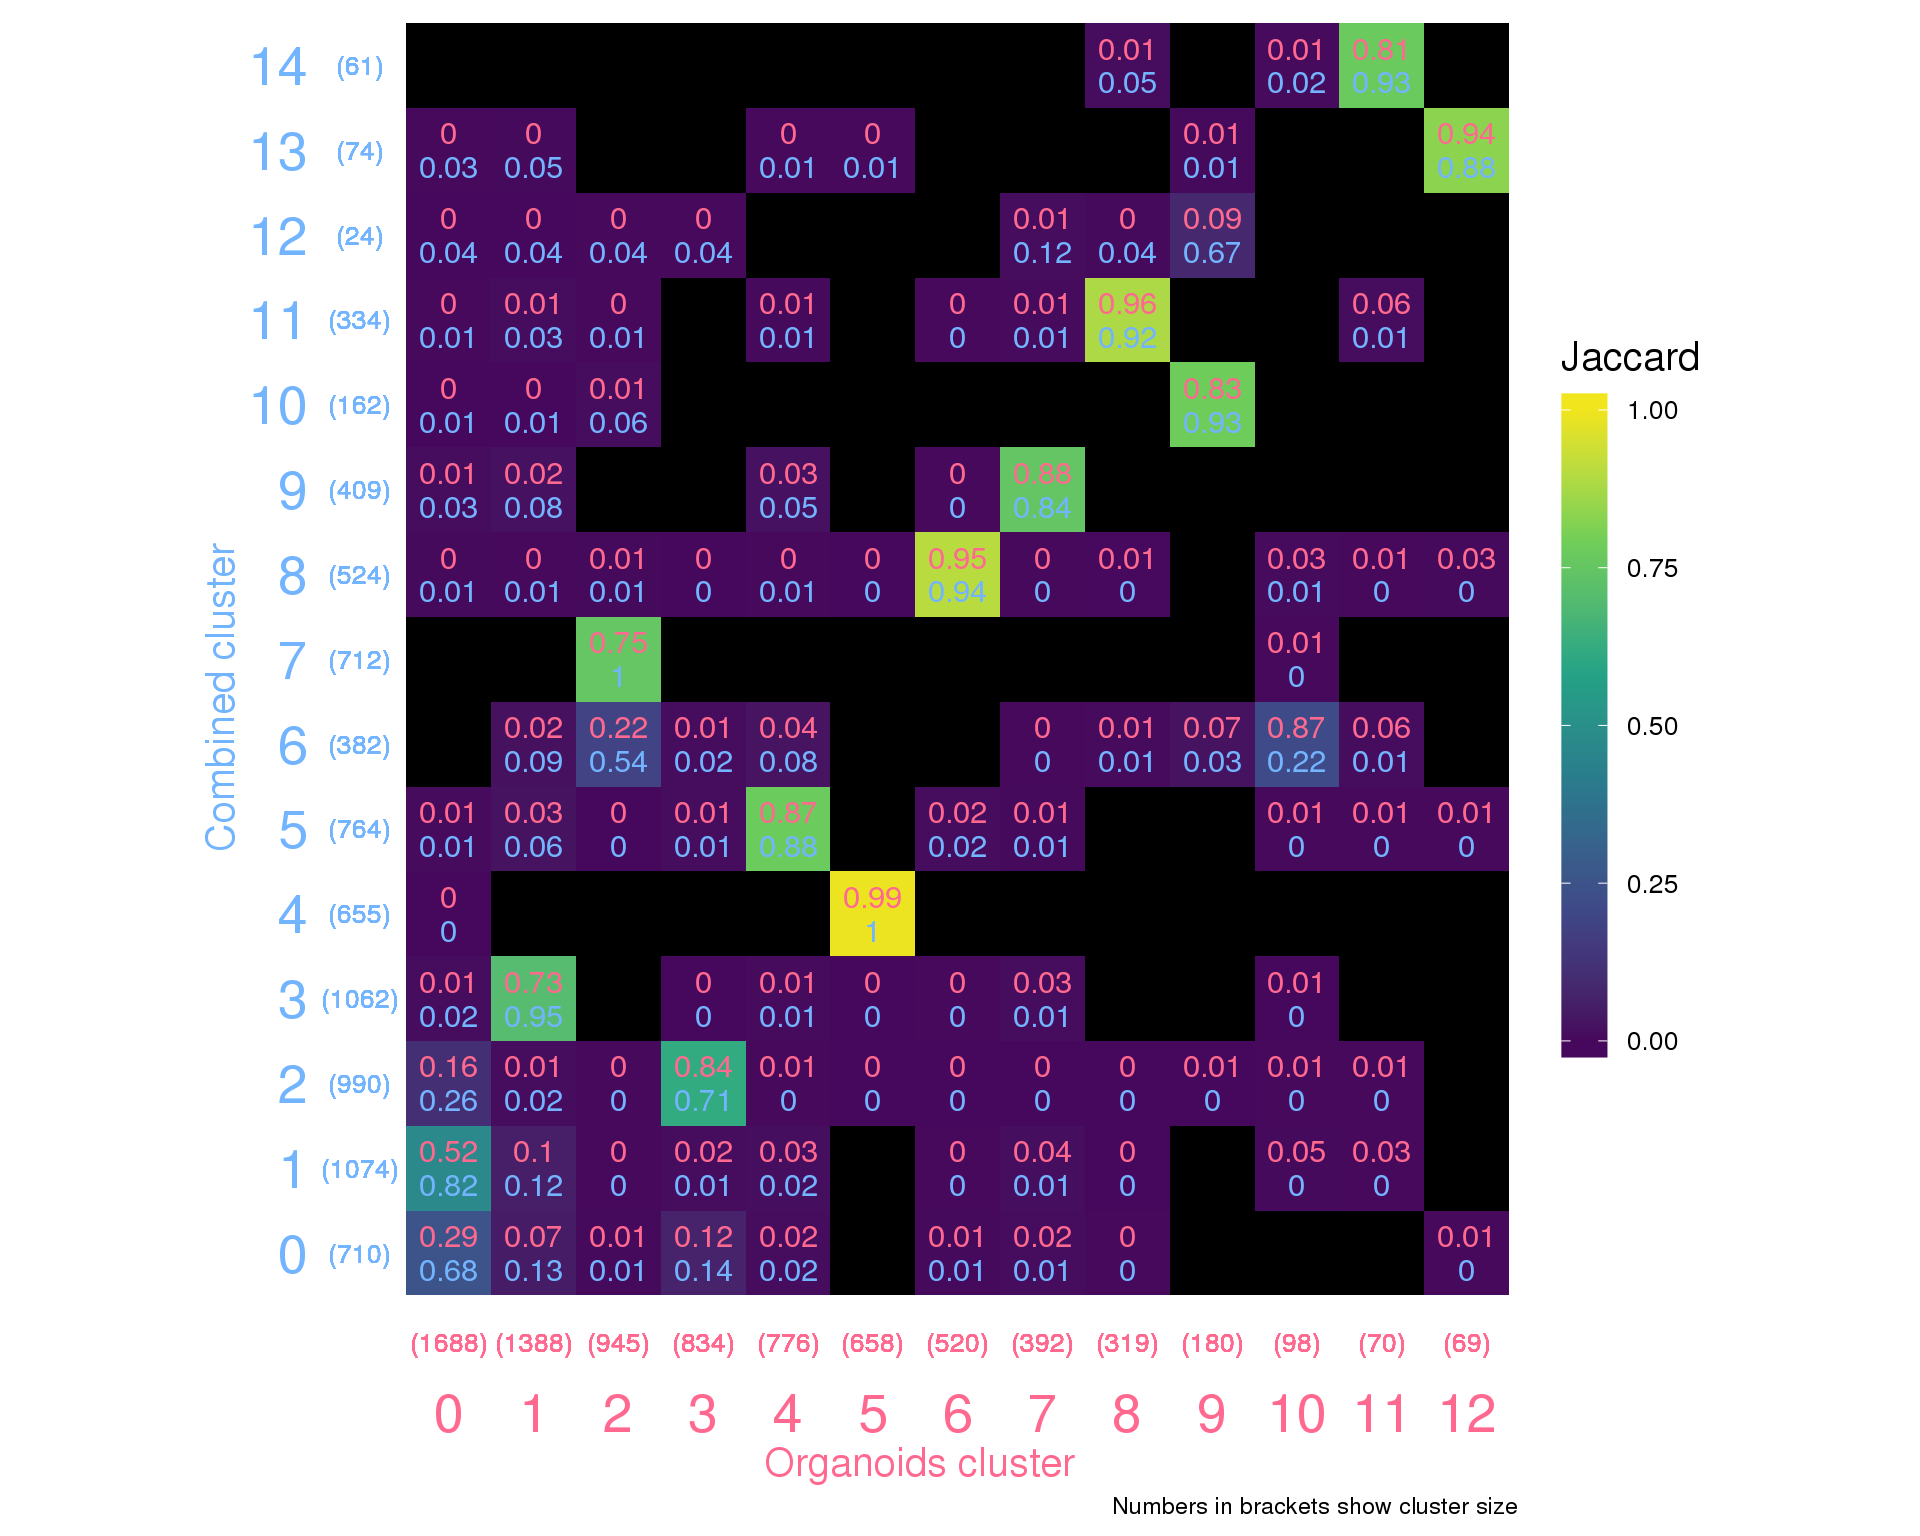 14 (61) 0.01 0.01 0.81
0.05 0.02 0.93
13 (74) 0 0 0 0 0.01 0.94
0.03 0.05 0.01 0.01 0.01 0.88
12 (24) 0 0 0 0 0.01 0 0.09
0.04 0.04 0.04 0.04 0.12 0.04 0.67
11 (334) 0 0.01 0 0.01 0 0.01 0.96 0.06
0.01 0.03 0.01 0.01 0 0.01 0.92 0.01
10 (162) 0 0 0.01 0.83
0.01 0.01 0.06 0.93
9 (409) 0.01 0.02 0.03 0 0.88
0.03 0.08 0.05 0 0.84
8 (524) 0 0 0.01 0 0 0 0.95 0 0.01 0.03 0.01 0.03
0.01 0.01 0.01 0 0.01 0 0.94 0 0 0.01 0 0
7 (712) 0.75 0.01
1 0
6 (382) 0.02 0.22 0.01 0.04 0 0.01 0.07 0.87 0.06
0.09 0.54 0.02 0.08 0 0.01 0.03 0.22 0.01
5 (764) 0.01 0.03 0 0.01 0.87 0.02 0.01 0.01 0.01 0.01
0.01 0.06 0 0.01 0.88 0.02 0.01 0 0 0
4 (655) 0 0.99
0 1
3 (1062) 0.01 0.73 0 0.01 0 0 0.03 0.01
0.02 0.95 0 0.01 0 0 0.01 0
2 (990) 0.16 0.01 0 0.84 0.01 0 0 0 0 0.01 0.01 0.01
0.26 0.02 0 0.71 0 0 0 0 0 0 0 0
1 (1074) 0.52 0.1 0 0.02 0.03 0 0.04 0 0.05 0.03
0.82 0.12 0 0.01 0.02 0 0.01 0 0 0
0 (710) 0.29 0.07 0.01 0.12 0.02 0.01 0.02 0 0.01
0.68 0.13 0.01 0.14 0.02 0.01 0.01 0 0
Combined cluster
(1688) (1388) (945) (834) (776) (658) (520) (392) (319) (180) (98) (70) (69)
0 1 2 3 4 5 6 7 8 9 10 11 12
Organoids cluster
Jaccard
1.00
0.75
0.50
0.25
0.00
Numbers in brackets show cluster size